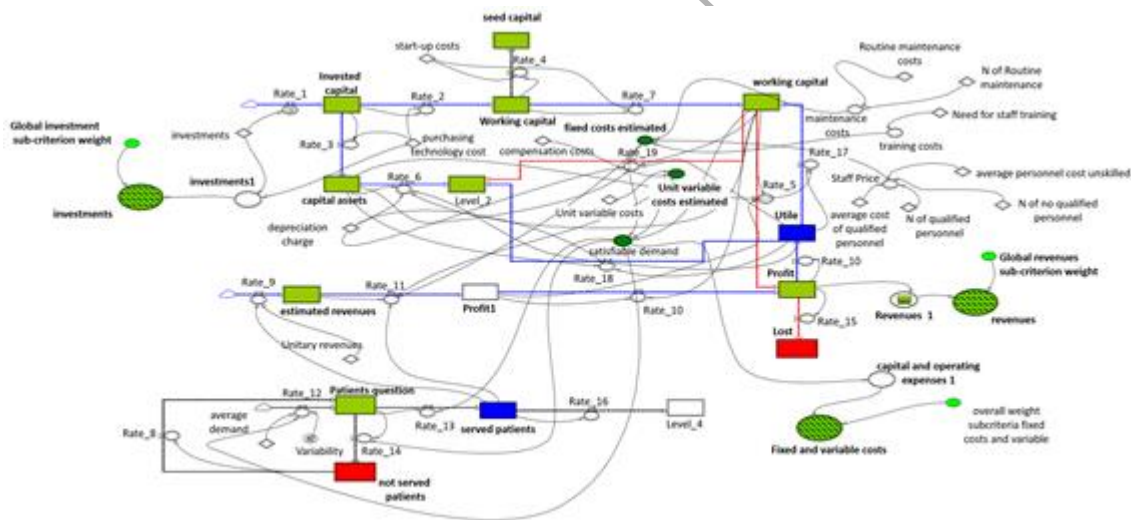 seed capital
start-up costs
Rate_4
Routine maintenance
costs
N of Routine
maintenance
Invested
capital
working capital
Rate_1
Rate_2
Rate_7
Global investment
sub-criterion weight
investments
Working capital
maintenance
costs
Need for staff training
fixed costs estimated
Rate_3
purchasing
technology cost
compensation costs
Rate_19
training costs
Rate_17
investments1
Rate_6
Staff Price
average personnel cost unskilled
investments
capital assets
Level_2
Unit variable
costs estimated
Rate_5
N of no qualified
personnel
Unit variable costs
Utile
average cost
of qualified
personnel
N of qualified
personnel
depreciation
charge
satisfiable demand
Rate_10
Global revenues
sub-criterion weight
Rate_18
Profit
Rate_9
Rate_11
estimated revenues
Profit1
Rate_10
Revenues 1
revenues
Rate_15
Lost
Unitary revenues
capital and operating
expenses 1
Rate_12
Patients question
Rate_16
average
demand
Rate_8
Variability
Rate_14
Rate_13
served patients
Level_4
overall weight
subcriteria fixed
costs and variable
Fixed and variable costs
not served
patients